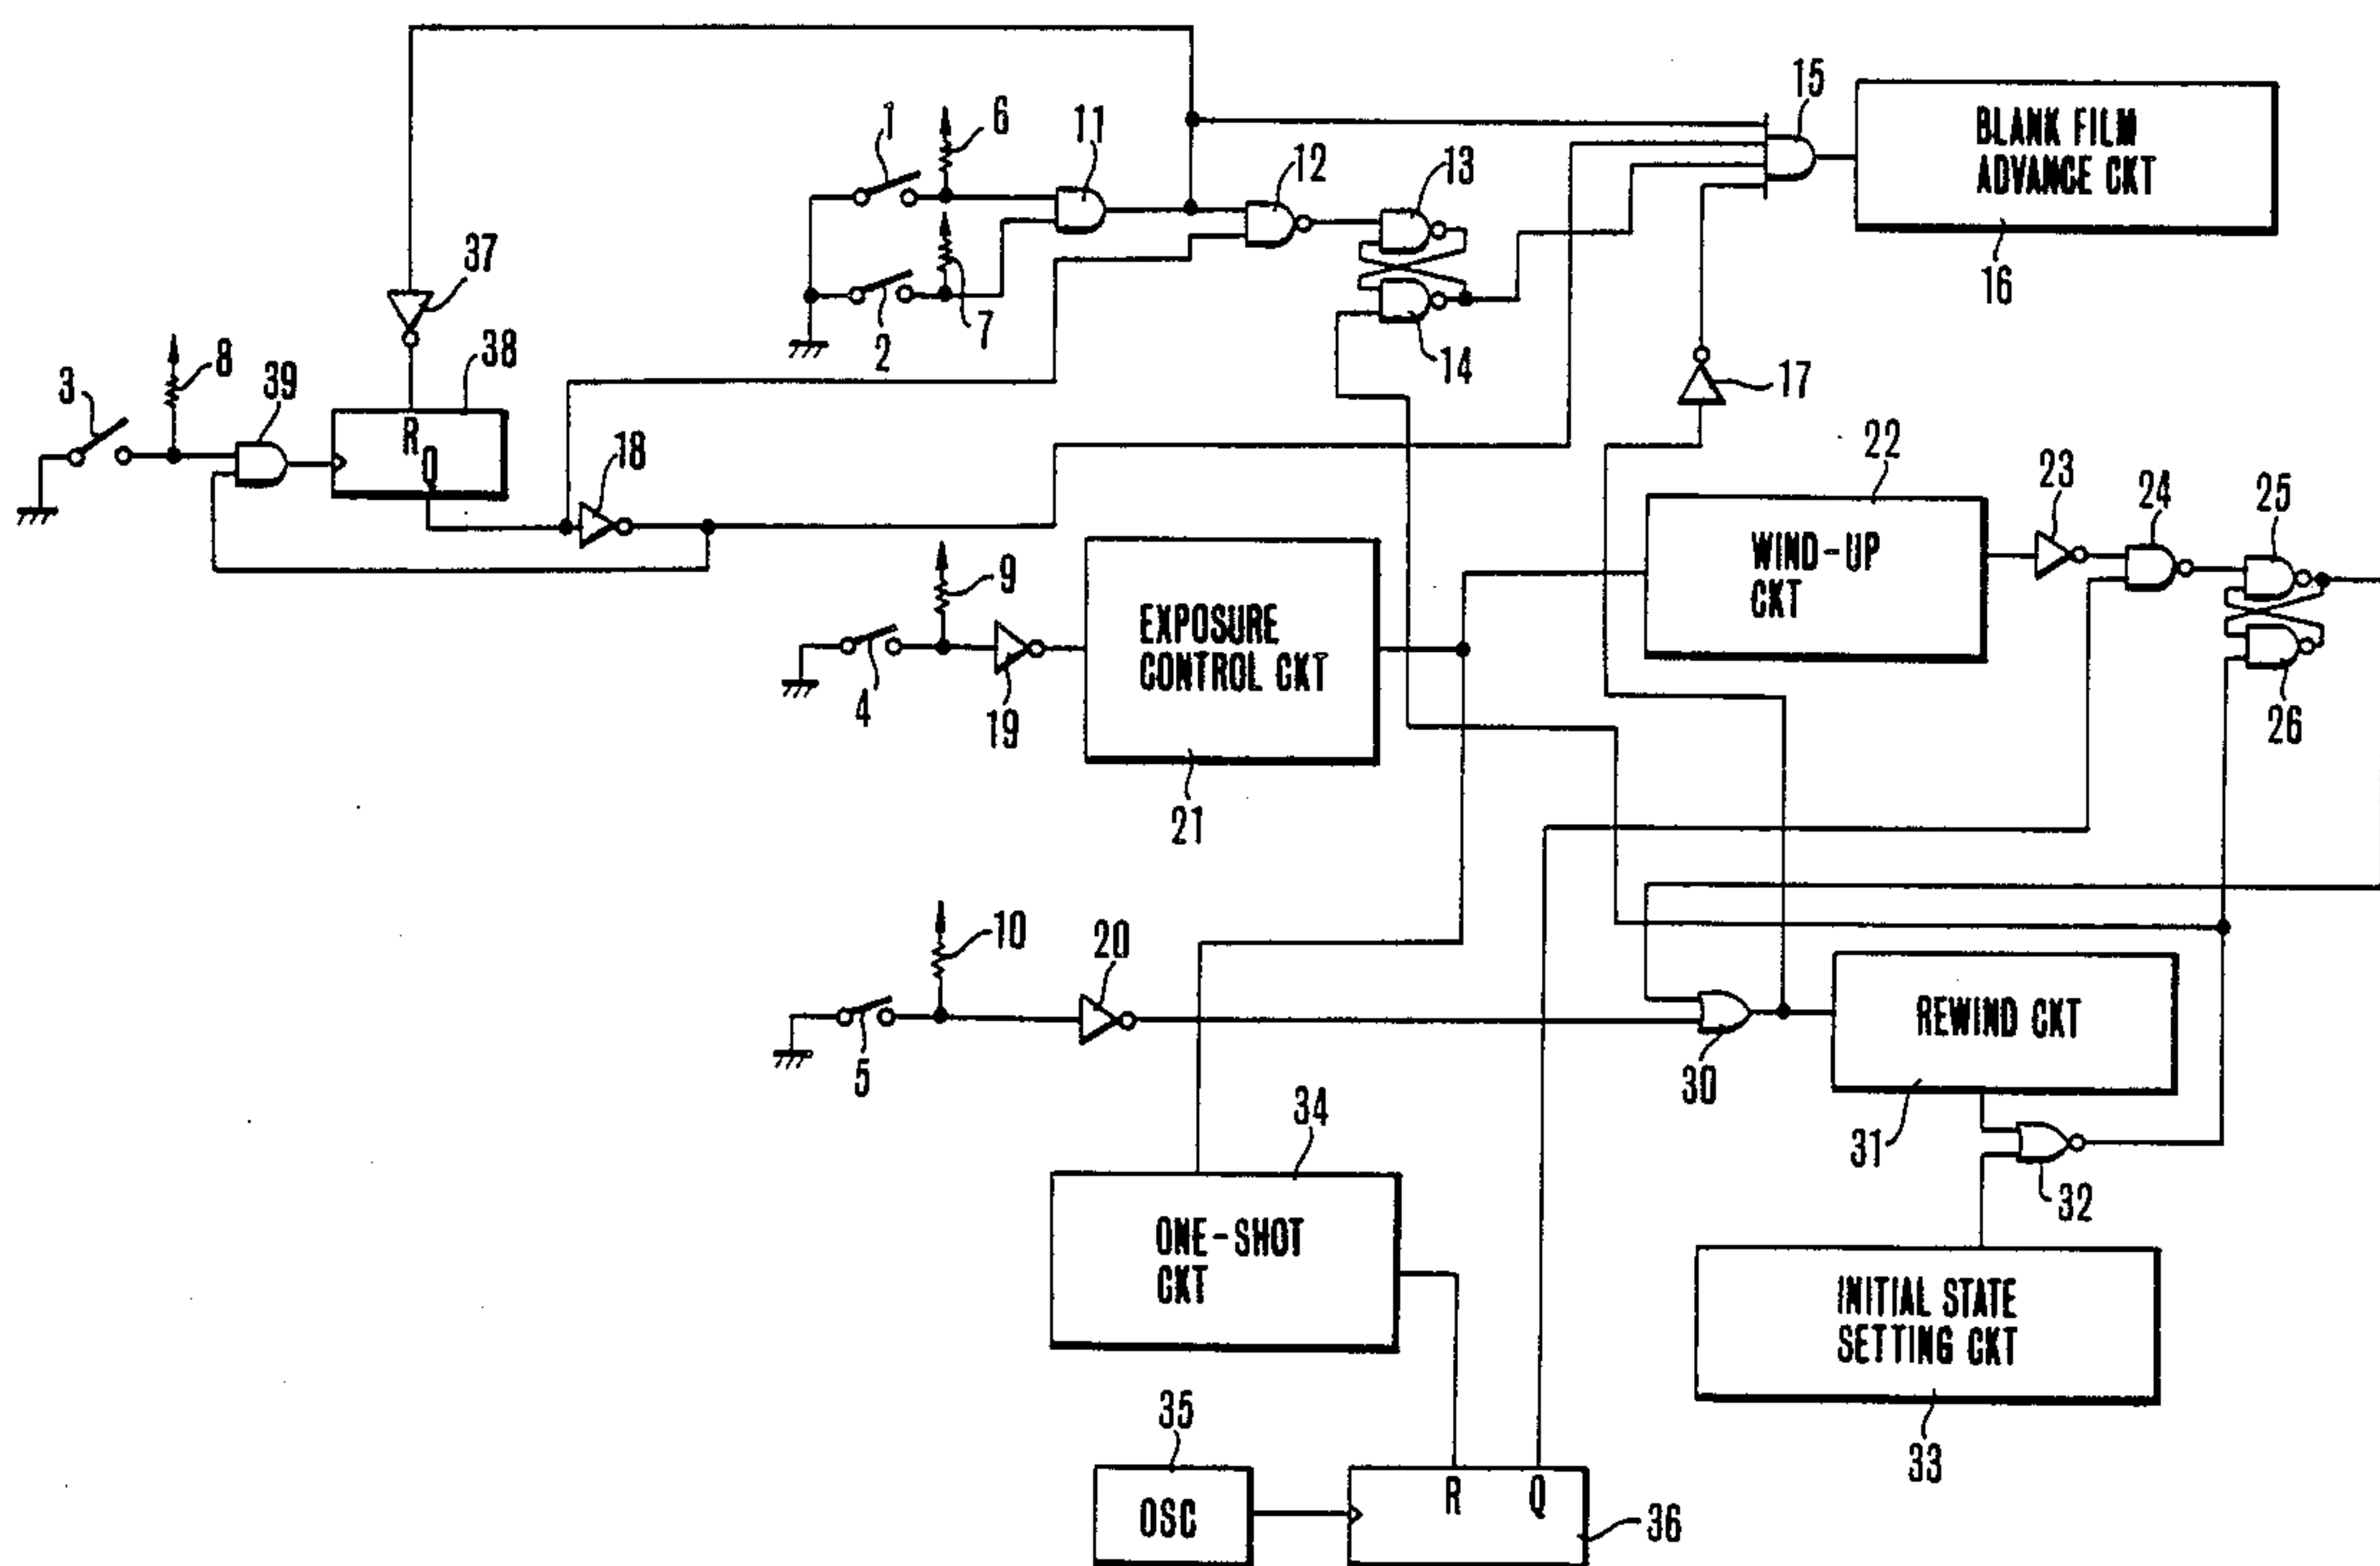 15
BLANK FILM
ADVANCE CKT
16
1
6
11
12
13
37
2
7
14
17
3
8
39
38
R
Q
18
22
23
24
25
9
EXPOSURE
CONTROL CKT
WIND-UP
CKT
4
19
21
26
10
20
5
30
REWIND CKT
31
32
34
ONE-SHOT
CKT
INITIAL STATE
SETTING CKT
33
35
OSC
R
Q
36